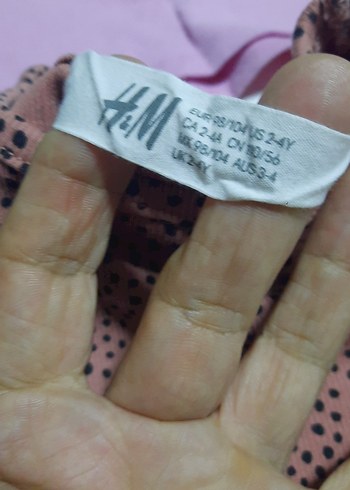 H&M
EUR 98/104 US 2-4Y
CA 2-4A CN 110/56
MX 98/104 AUS 3-4
UK 2-4Y